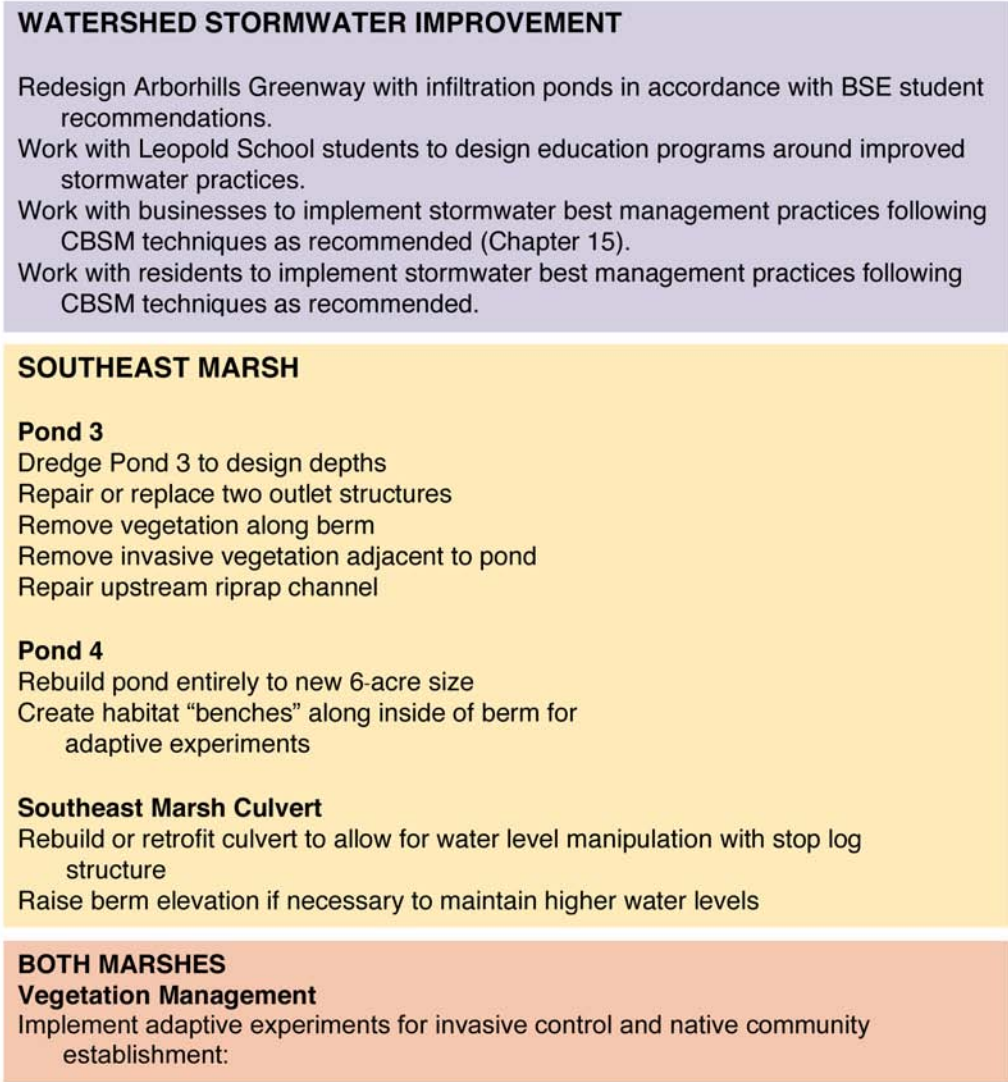 WATERSHED STORMWATER IMPROVEMENT
Redesign Arborhills Greenway with infiltration ponds in accordance with BSE student
recommendations.
Work with Leopold School students to design education programs around improved
stormwater practices.
Work with businesses to implement stormwater best management practices following
CBSM techniques as recommended (Chapter 15).
Work with residents to implement stormwater best management practices following
CBSM techniques as recommended.
SOUTHEAST MARSH
Pond 3
Dredge Pond 3 to design depths
Repair or replace two outlet structures
Remove vegetation along berm
Remove invasive vegetation adjacent to pond
Repair upstream riprap channel
Pond 4
Rebuild pond entirely to new 6-acre size
Create habitat “benches” along inside of berm for
adaptive experiments
Southeast Marsh Culvert
Rebuild or retrofit culvert to allow for water level manipulation with stop log
structure
Raise berm elevation if necessary to maintain higher water levels
BOTH MARSHES
Vegetation Management
Implement adaptive experiments for invasive control and native community
establishment: